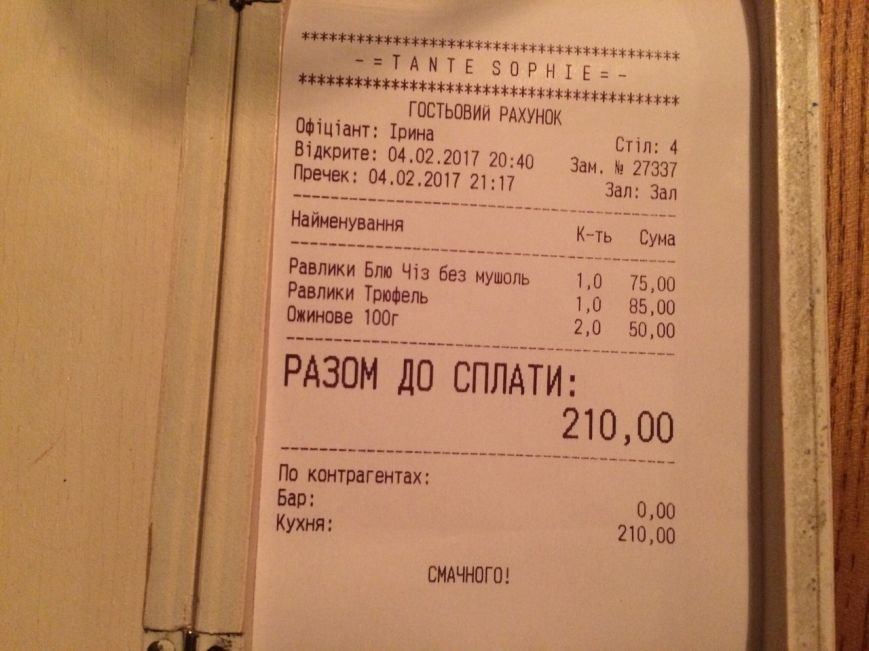 ****************************************
-=TANTE SOPHIE=-
****************************************
ГОСТЬОВИЙ РАХУНОК
Офіціант: Ірина Стіл: 4
Відкрите: 04.02.2017 20:40 Зам. № 27337
Пречек: 04.02.2017 21:17 Зал: Зал
----------------------------------------
Найменування К-ть Сума
----------------------------------------
Равлики Блю Чіз без мушоль 1,0 75,00
Равлики Трюфель 1,0 85,00
Ожинове 100г 2,0 50,00
----------------------------------------
РАЗОМ ДО СПЛАТИ:
210,00
----------------------------------------
По контрагентах:
Бар: 0,00
Кухня: 210,00
СМАЧНОГО!